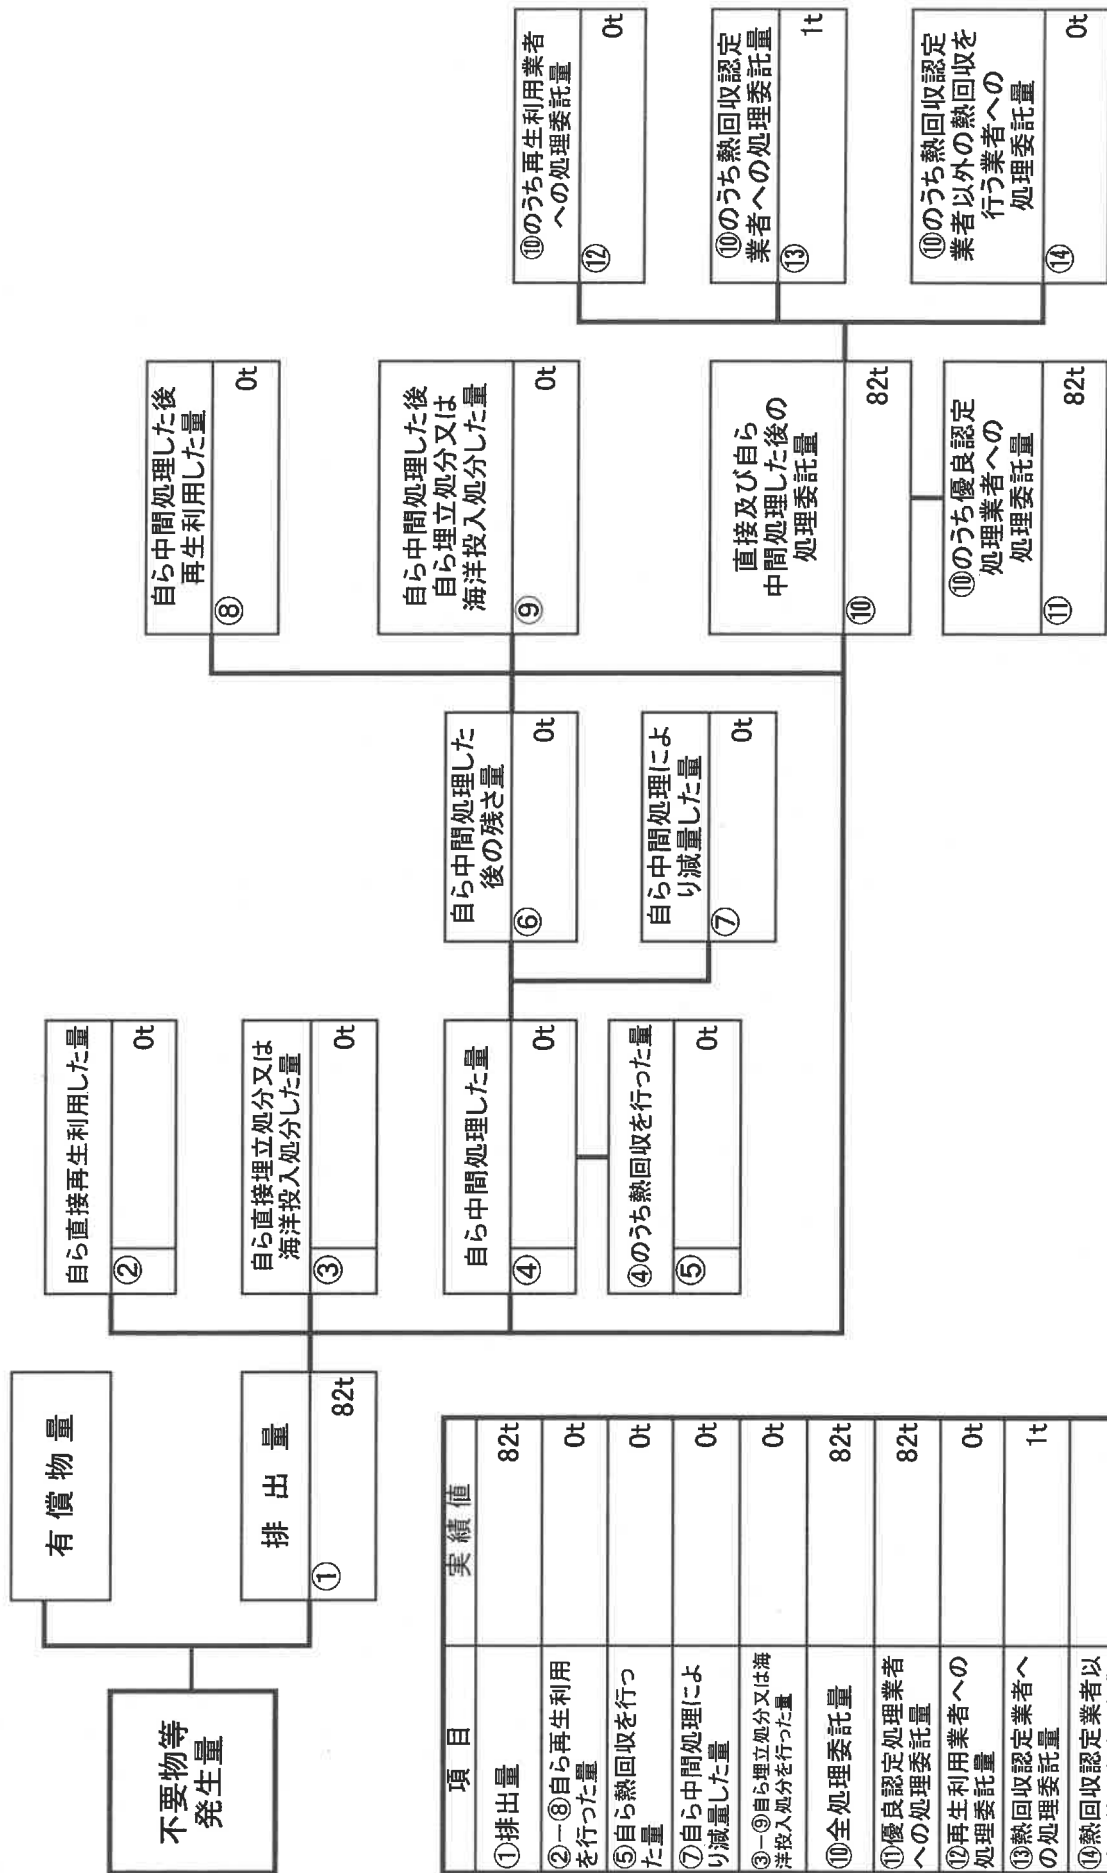 不要物等
発生量
有償物量
排出量
① 82t
自ら直接再生利用した量
② 0t
自ら直接埋立処分又は
海洋投入処分した量
③ 0t
自ら中間処理した量
④ 0t
④のうち熱回収を行った量
⑤ 0t
自ら中間処理した
後の残さ量
⑥ 0t
自ら中間処理によ
り減量した量
⑦ 0t
自ら中間処理した後
再生利用した量
⑧ 0t
自ら中間処理した後
自ら埋立処分又は
海洋投入処分した量
⑨ 0t
直接及び自ら
中間処理した後の
処理委託量
⑩ 82t
⑩のうち優良認定
処理業者への
処理委託量
⑪ 82t
⑩のうち再生利用業者
への処理委託量
⑫ 0t
⑩のうち熱回収認定
業者への処理委託量
⑬ 1t
⑩のうち熱回収認定
業者以外の熱回収を
行う業者への
処理委託量
⑭ 0t
項目 実績値
①排出量 82t
②ー⑧自ら再生利用
を行った量 0t
⑤自ら熱回収を行っ
た量 0t
⑦自ら中間処理によ
り減量した量 0t
③ー⑨自ら埋立処分又は海
洋投入処分を行った量 0t
⑩全処理委託量 82t
⑪優良認定処理業者
への処理委託量 82t
⑫再生利用業者への
処理委託量 0t
⑬熱回収認定業者へ
の処理委託量 1t
⑭熱回収認定業者以